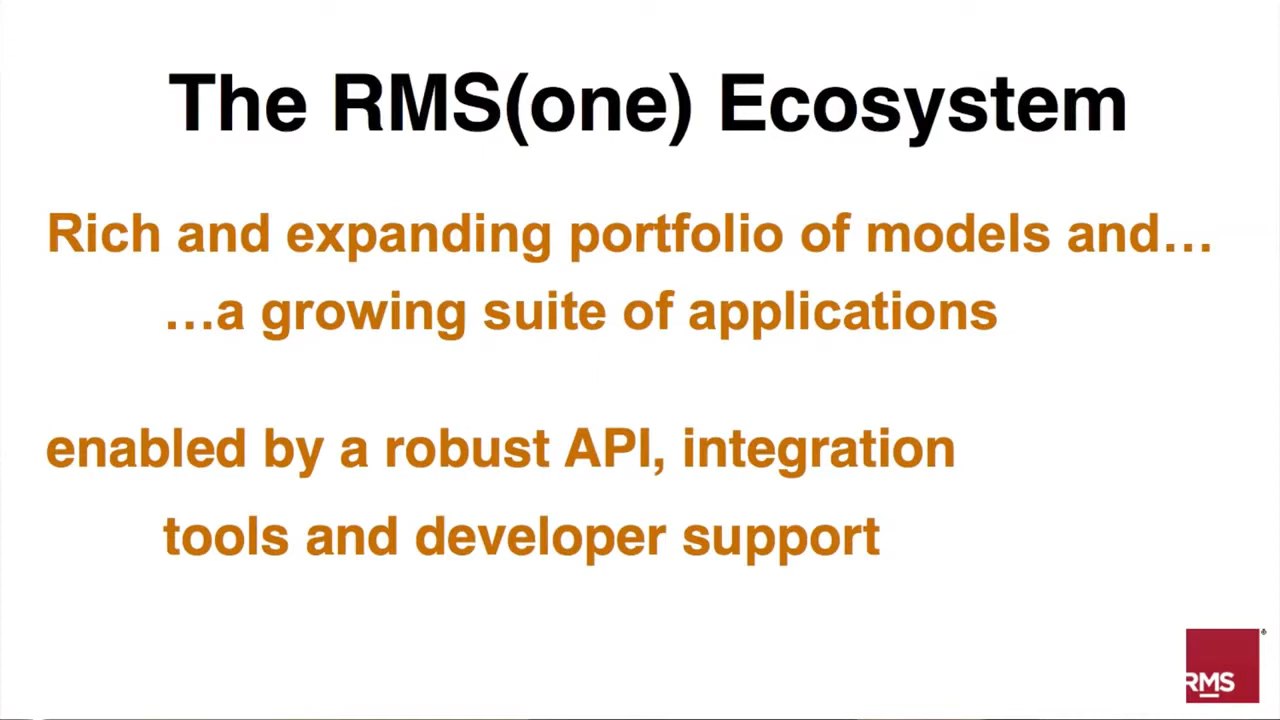 The RMS(one) Ecosystem
Rich and expanding portfolio of models and…
…a growing suite of applications
enabled by a robust API, integration
tools and developer support
RMS